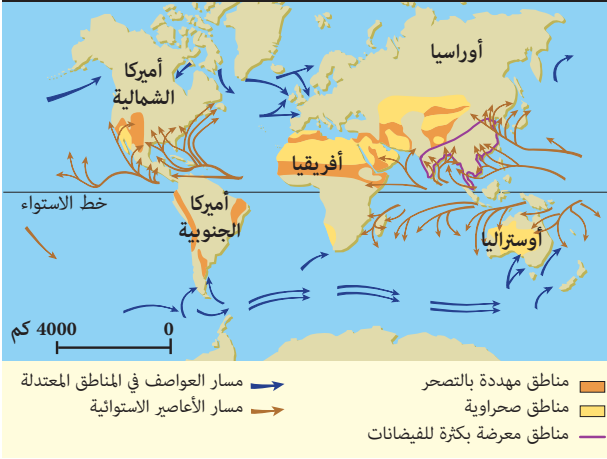 أوراسيا
أميركا
الشمالية
أفريقيا
خط الاستواء
أميركا
الجنوبية
أوستراليا
4000 كم
0
مناطق مهددة بالتصحر
مناطق صحراوية
مناطق معرضة بكثرة للفيضانات
مسار العواصف في المناطق المعتدلة
مسار الأعاصير الاستوائية